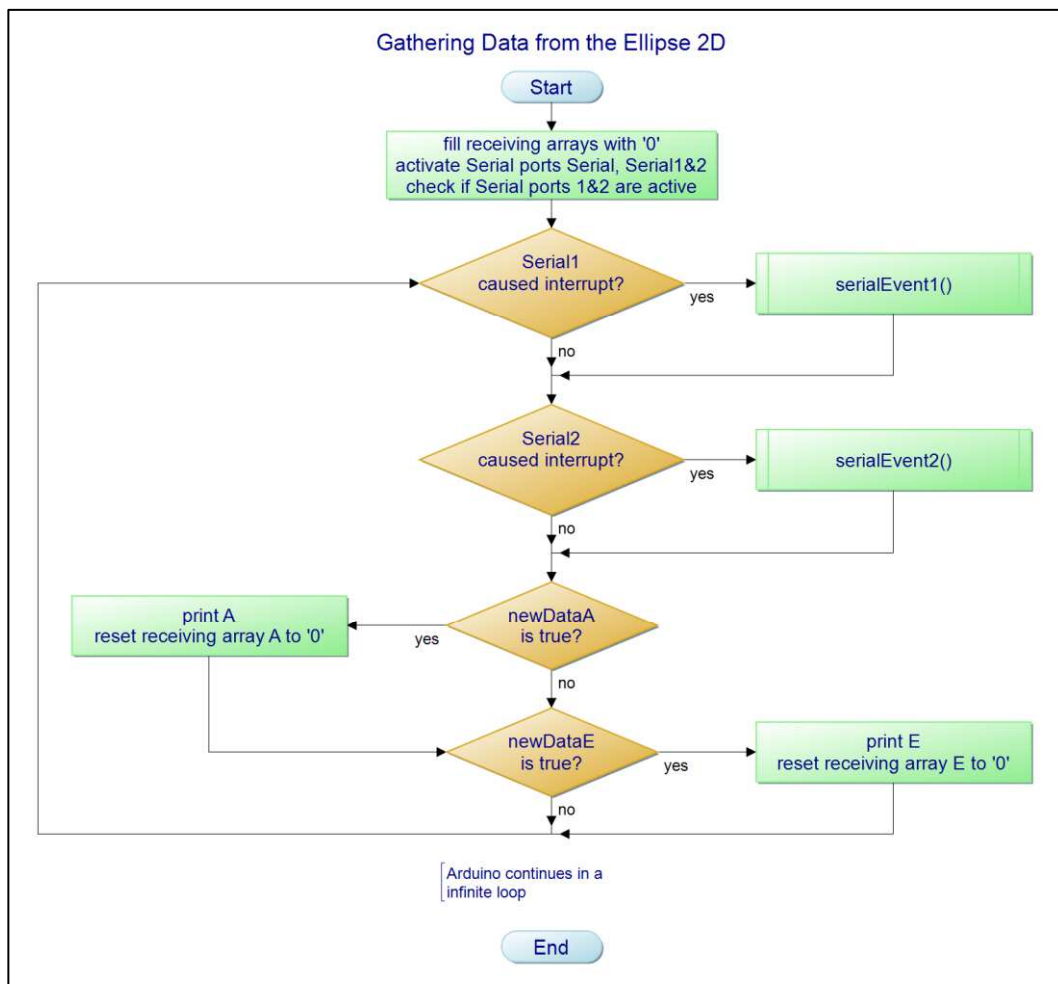 Gathering Data from the Ellipse 2D
Start
fill receiving arrays with '0'
activate Serial ports Serial, Serial1&2
check if Serial ports 1&2 are active
Serial1
caused interrupt?
yes
serialEvent1()
no
Serial2
caused interrupt?
yes
serialEvent2()
no
newDataA
is true?
yes
print A
reset receiving array A to '0'
no
newDataE
is true?
yes
print E
reset receiving array E to '0'
no
Arduino continues in a
infinite loop
End